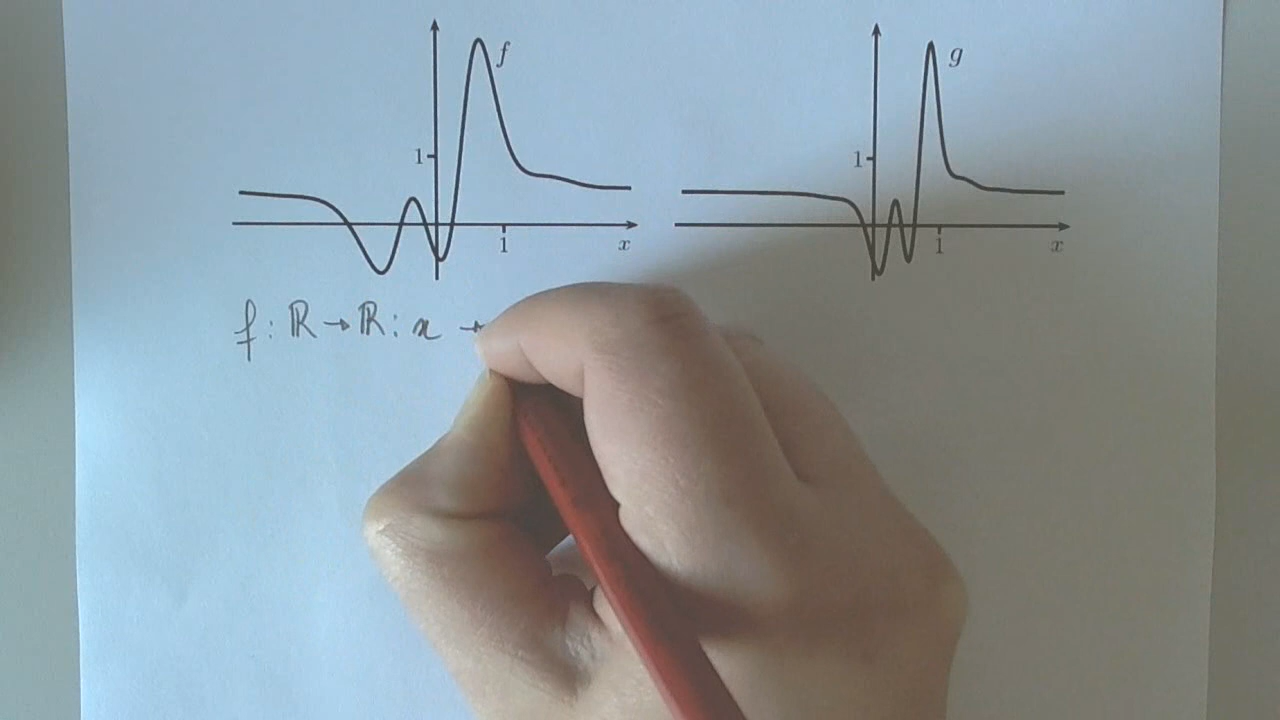 f g
1 1
1 x 1 x
f : ℝ → ℝ : x →